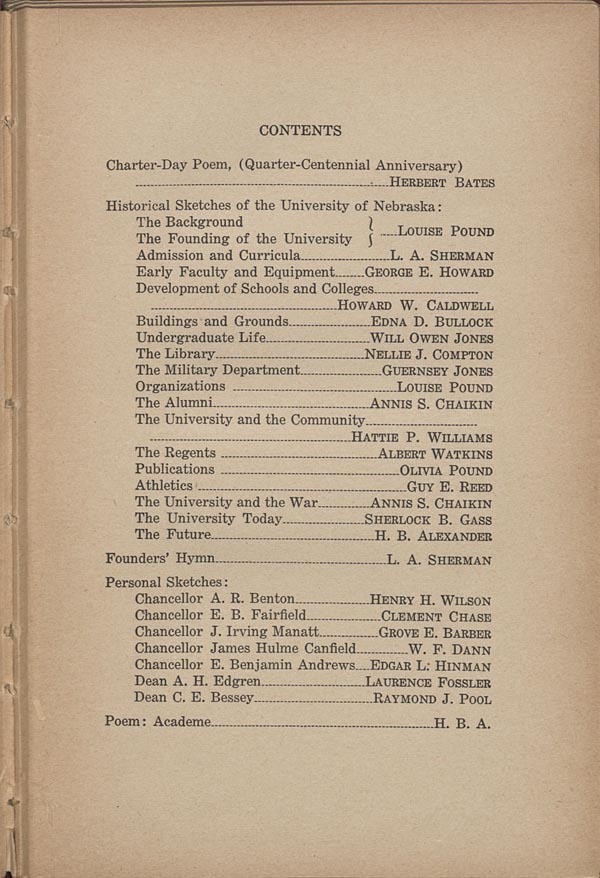 CONTENTS
Charter-Day Poem, (Quarter-Centennial Anniversary)
HERBERT BATES
Historical Sketches of the University of Nebraska:
The Background
The Founding of the University } LOUISE POUND
Admission and Curricula L. A. SHERMAN
Early Faculty and Equipment GEORGE E. HOWARD
Development of Schools and Colleges
HOWARD W. CALDWELL
Buildings and Grounds EDNA D. BULLOCK
Undergraduate Life WILL OWEN JONES
The Library NELLIE J. COMPTON
The Military Department GUERNSEY JONES
Organizations LOUISE POUND
The Alumni ANNIS S. CHAIKIN
The University and the Community
HATTIE P. WILLIAMS
The Regents ALBERT WATKINS
Publications OLIVIA POUND
Athletics GUY E. REED
The University and the War ANNIS S. CHAIKIN
The University Today SHERLOCK B. GASS
The Future H. B. ALEXANDER
Founders' Hymn L. A. SHERMAN
Personal Sketches:
Chancellor A. R. Benton HENRY H. WILSON
Chancellor E. B. Fairfield CLEMENT CHASE
Chancellor J. Irving Manatt GROVE E. BARBER
Chancellor James Hulme Canfield W. F. DANN
Chancellor E. Benjamin Andrews EDGAR L. HINMAN
Dean A. H. Edgren LAURENCE FOSSLER
Dean C. E. Bessey RAYMOND J. POOL
Poem: Academe H. B. A.